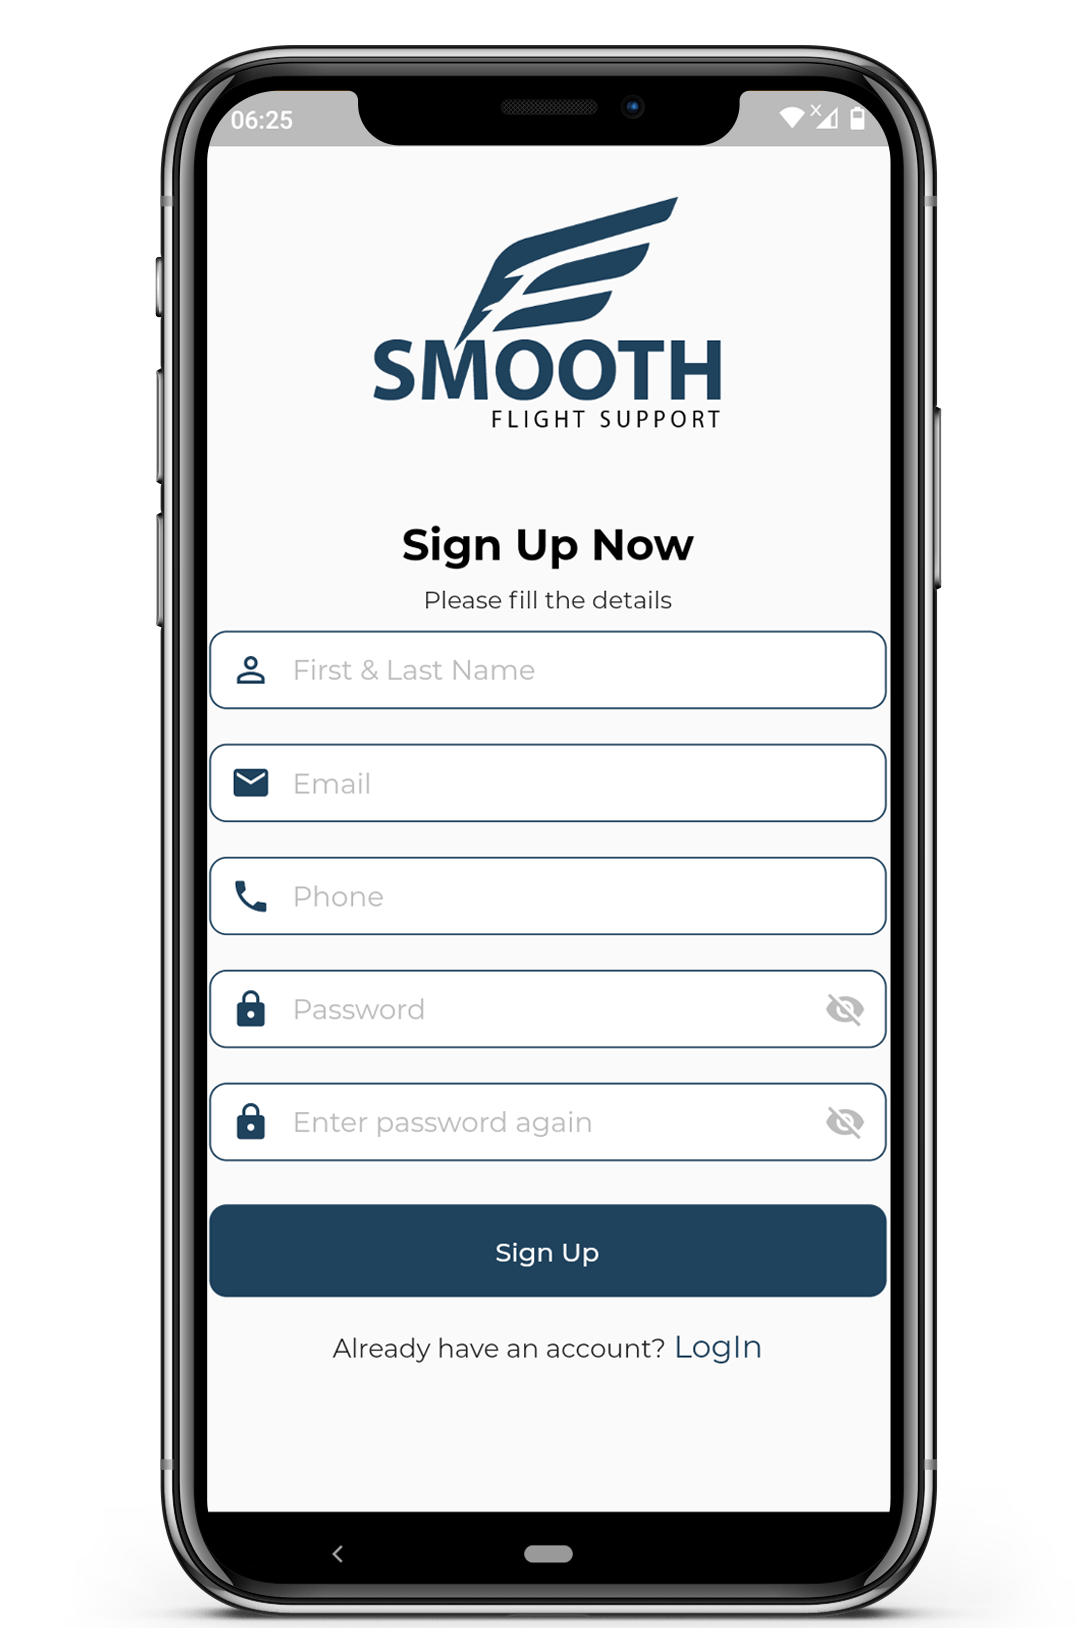 06:25
SMOOTH
FLIGHT SUPPORT
Sign Up Now
Please fill the details
First & Last Name
Email
Phone
Password
Enter password again
Sign Up
Already have an account? LogIn